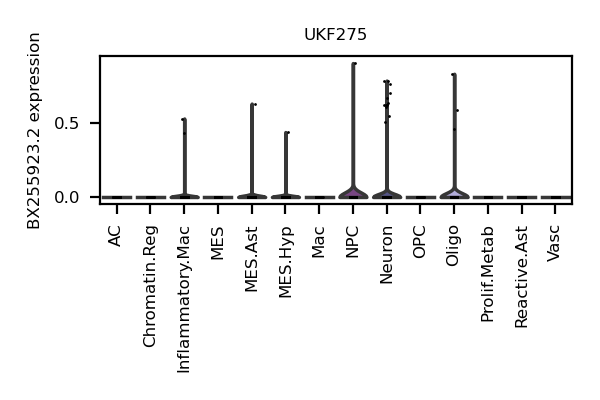 UKF275
BX255923.2 expression
0.5
0.0
AC
Chromatin.Reg
Inflammatory.Mac
MES
MES.Ast
MES.Hyp
Mac
NPC
Neuron
OPC
Oligo
Prolif.Metab
Reactive.Ast
Vasc